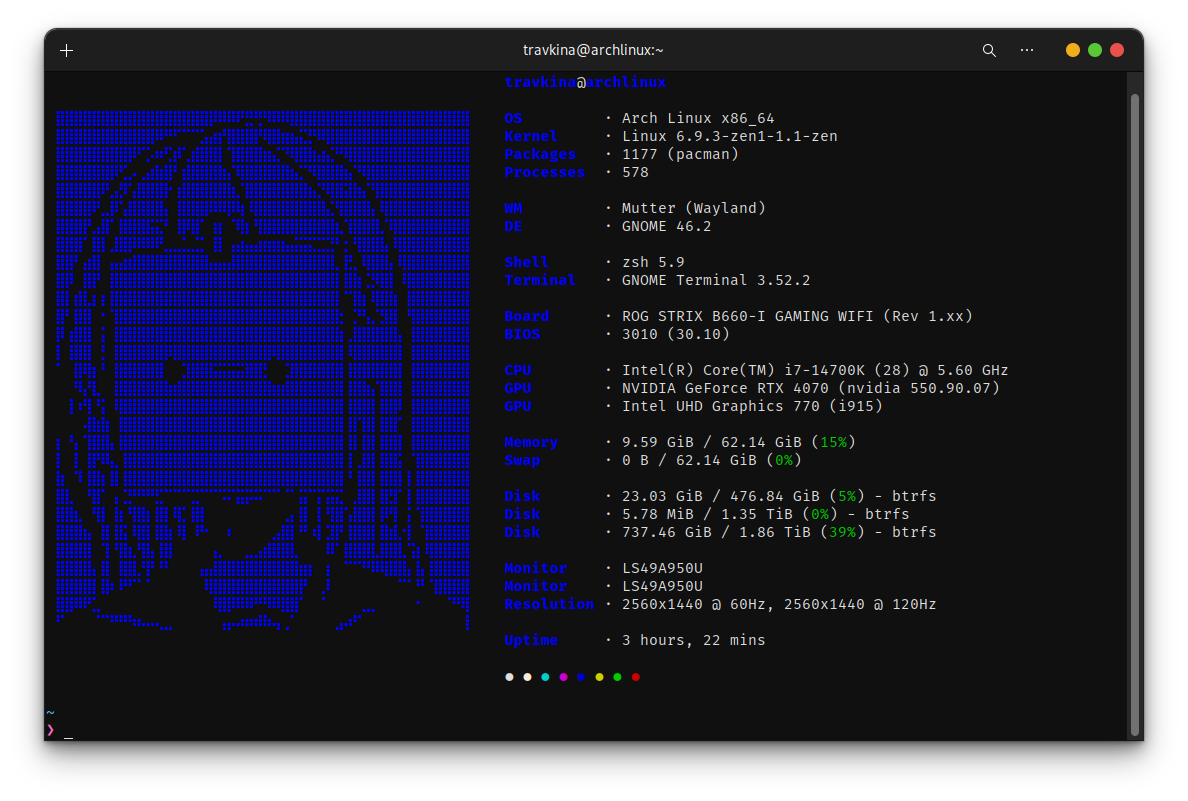 travkina@archlinux:~
travkina@archlinux
OS · Arch Linux x86_64
Kernel · Linux 6.9.3-zen1-1.1-zen
Packages · 1177 (pacman)
Processes · 578
WM · Mutter (Wayland)
DE · GNOME 46.2
Shell · zsh 5.9
Terminal · GNOME Terminal 3.52.2
Board · ROG STRIX B660-I GAMING WIFI (Rev 1.xx)
BIOS · 3010 (30.10)
CPU · Intel(R) Core(TM) i7-14700K (28) @ 5.60 GHz
GPU · NVIDIA GeForce RTX 4070 (nvidia 550.90.07)
GPU · Intel UHD Graphics 770 (i915)
Memory · 9.59 GiB / 62.14 GiB (15%)
Swap · 0 B / 62.14 GiB (0%)
Disk · 23.03 GiB / 476.84 GiB (5%) - btrfs
Disk · 5.78 MiB / 1.35 TiB (0%) - btrfs
Disk · 737.46 GiB / 1.86 TiB (39%) - btrfs
Monitor · LS49A950U
Monitor · LS49A950U
Resolution · 2560x1440 @ 60Hz, 2560x1440 @ 120Hz
Uptime · 3 hours, 22 mins
~
❯ _